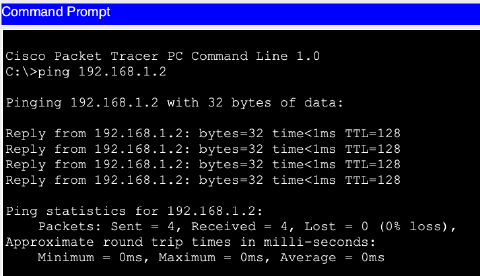 Command Prompt
Cisco Packet Tracer PC Command Line 1.0
C:\>ping 192.168.1.2
Pinging 192.168.1.2 with 32 bytes of data:
Reply from 192.168.1.2: bytes=32 time<1ms TTL=128
Reply from 192.168.1.2: bytes=32 time<1ms TTL=128
Reply from 192.168.1.2: bytes=32 time<1ms TTL=128
Reply from 192.168.1.2: bytes=32 time<1ms TTL=128
Ping statistics for 192.168.1.2:
Packets: Sent = 4, Received = 4, Lost = 0 (0% loss),
Approximate round trip times in milli-seconds:
Minimum = 0ms, Maximum = 0ms, Average = 0ms